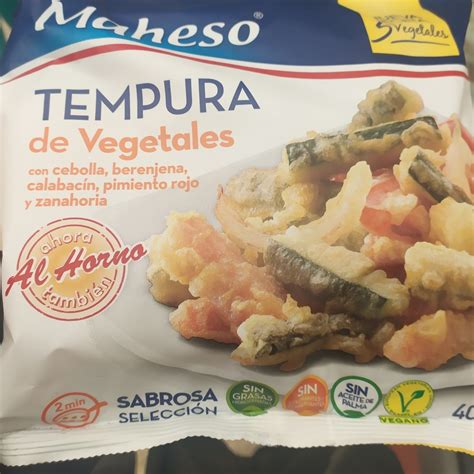 Maheso®
5 Vegetales
TEMPURA
de Vegetales
con cebolla, berenjena,
calabacín, pimiento rojo
y zanahoria
ahora
Al Horno
también
2 min
SABROSA
SELECCIÓN
SIN
GRASAS
SIN
SIN
ACEITE DE
PALMA
VEGANO
40